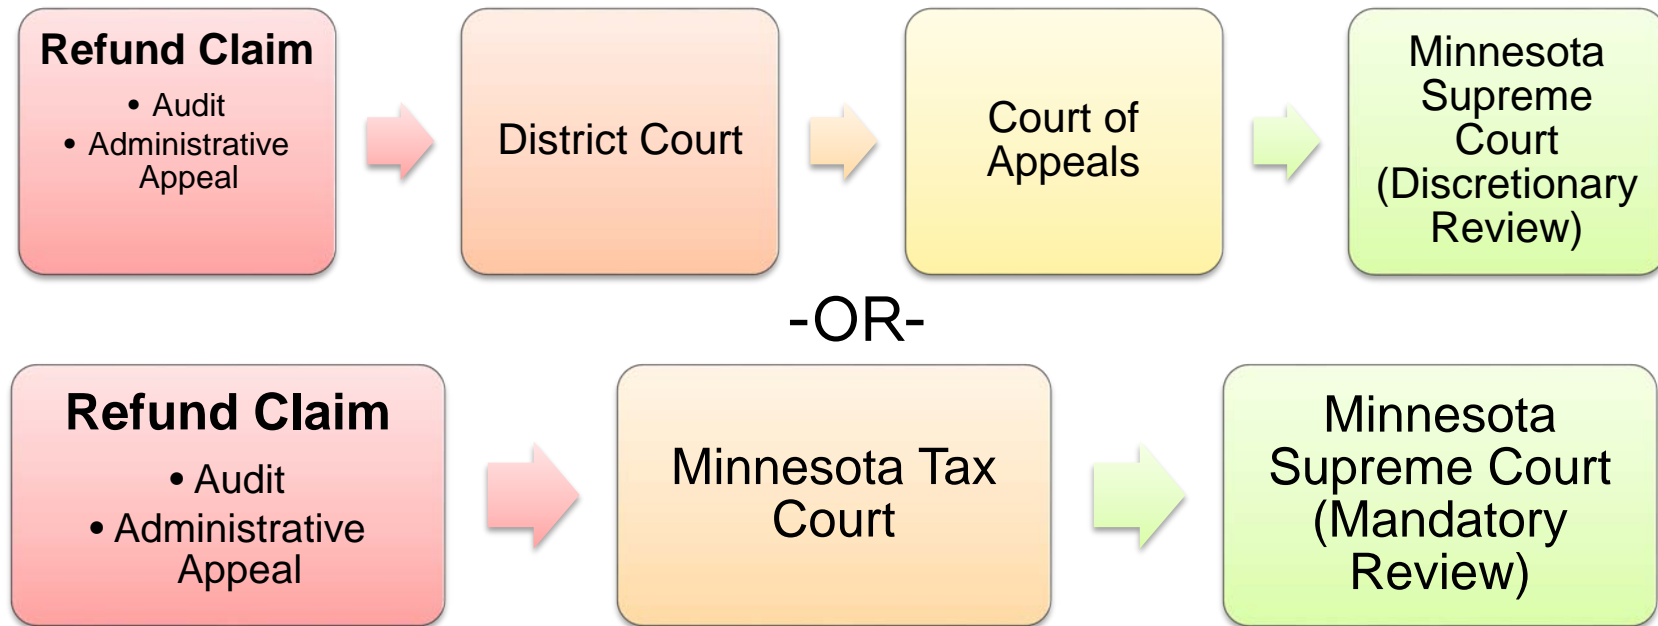 Refund Claim
• Audit
• Administrative
Appeal
District Court
Court of
Appeals
Minnesota
Supreme
Court
(Discretionary
Review)
-OR-
Refund Claim
• Audit
• Administrative
Appeal
Minnesota Tax
Court
Minnesota
Supreme Court
(Mandatory
Review)